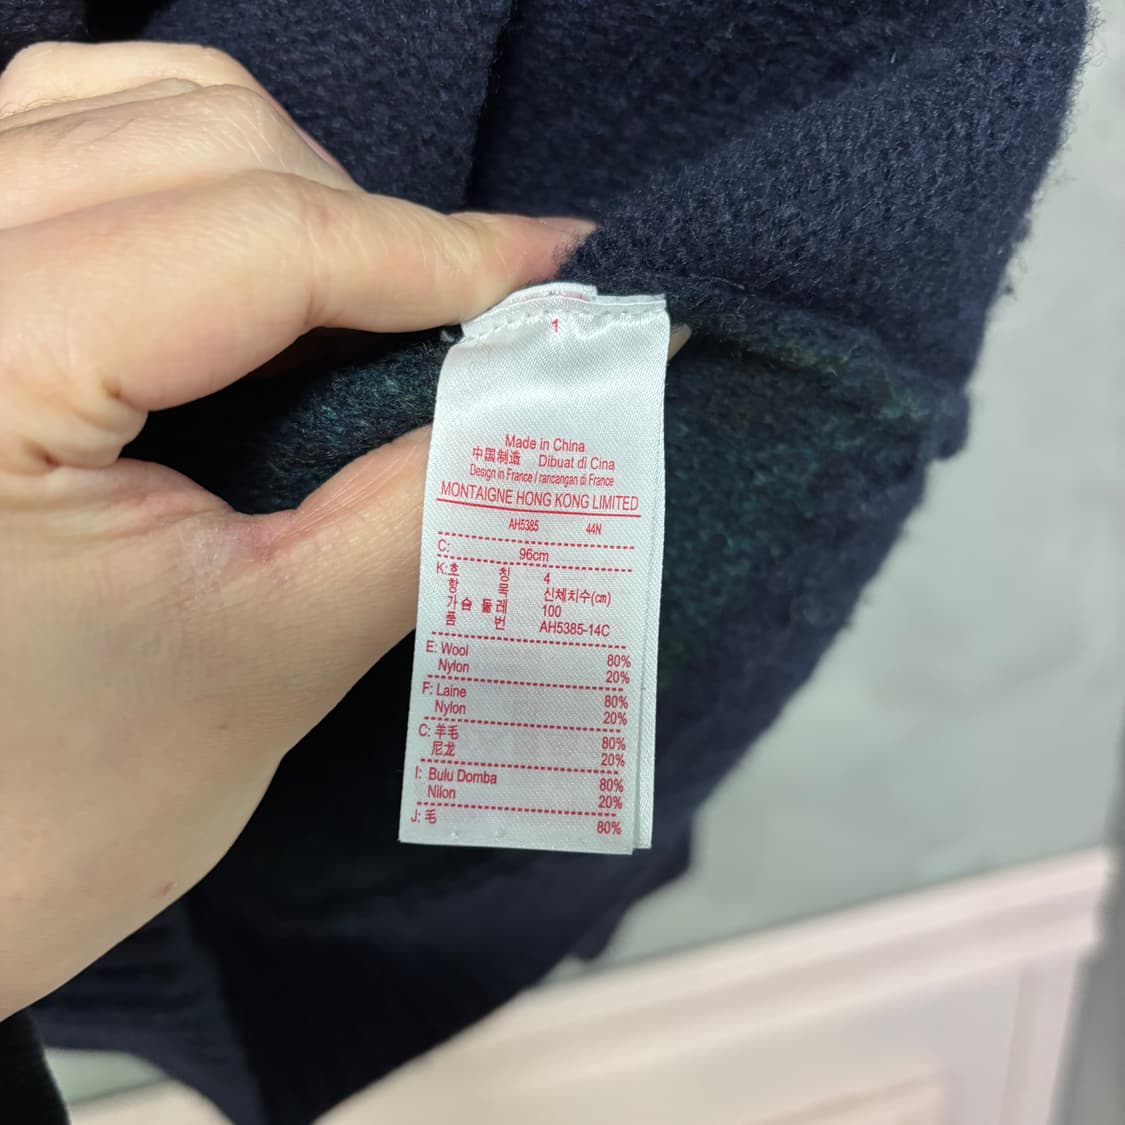 1
Made in China
中国制造 Dibuat di Cina
Design in France / rancangan di France
MONTAIGNE HONG KONG LIMITED
AH5385 44N
C: 96cm
K: 호 칭 4
항 목 신체치수(cm)
가슴 둘레 100
품 번 AH5385-14C
E: Wool 80%
Nylon 20%
F: Laine 80%
Nylon 20%
C: 羊毛 80%
尼龙 20%
I: Bulu Domba 80%
Nilon 20%
J: 毛 80%